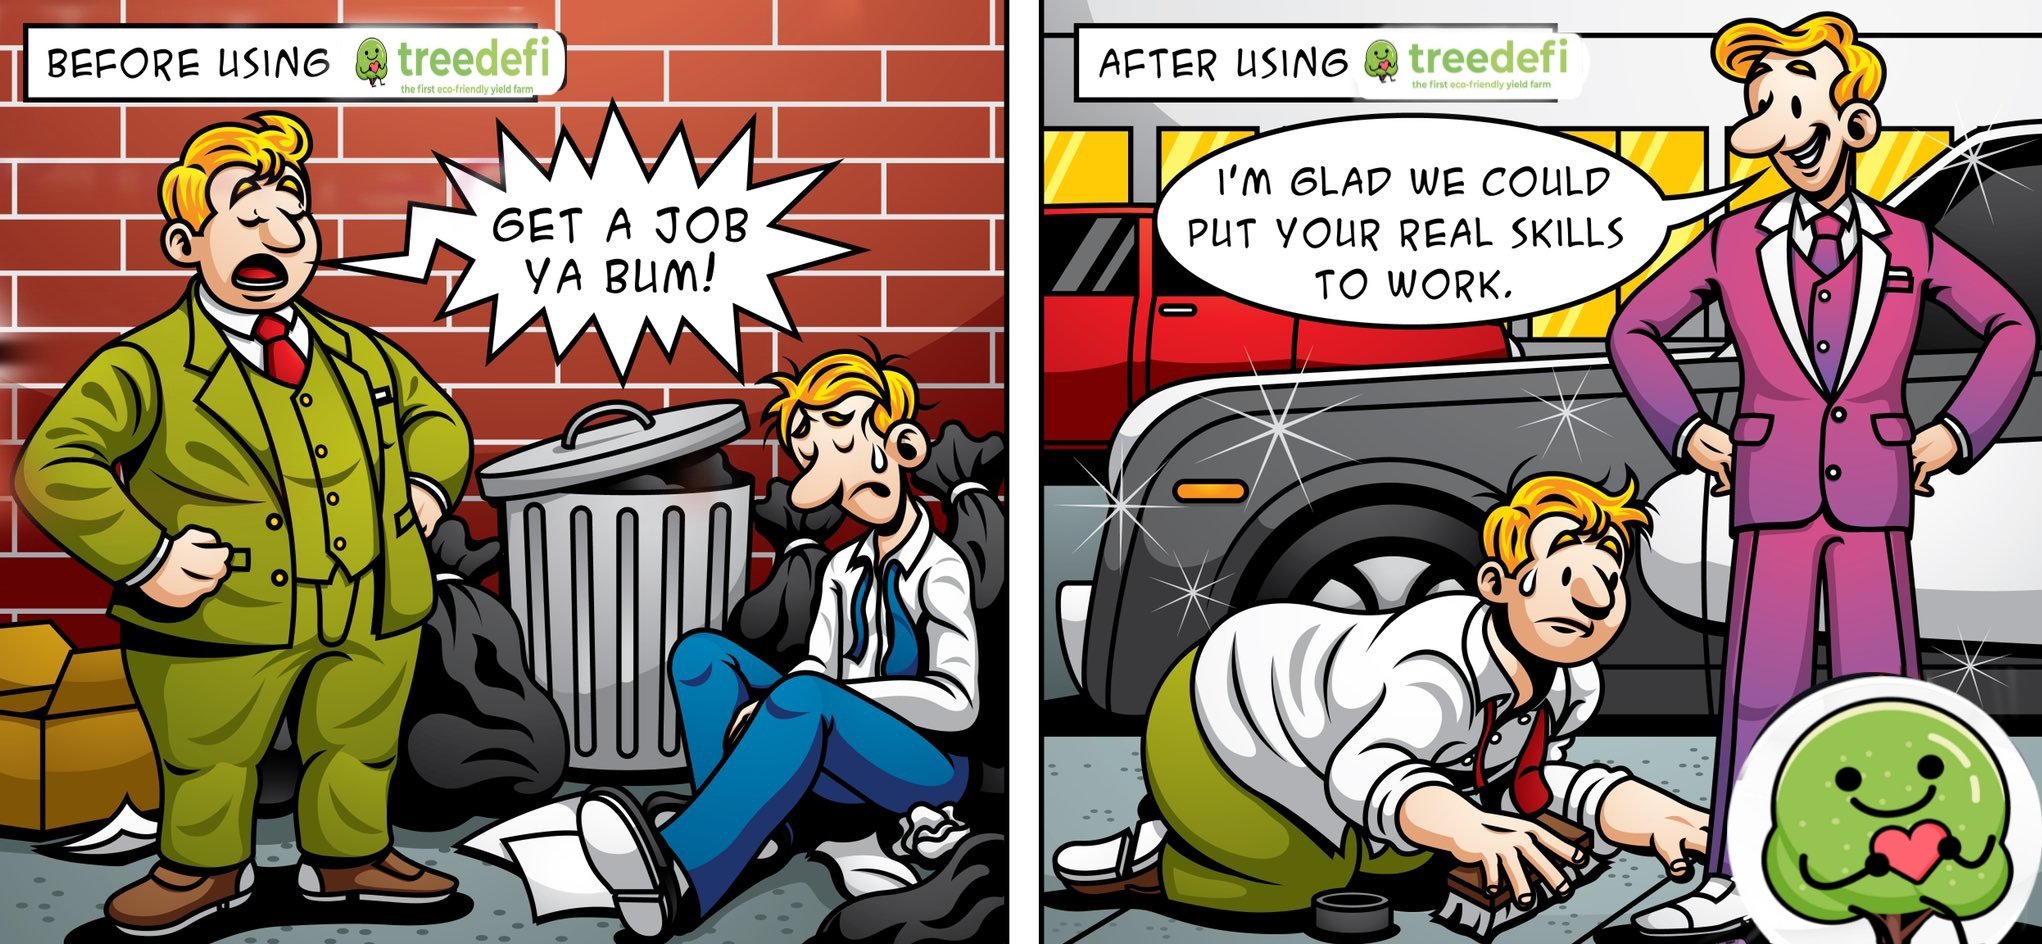 BEFORE USING treedefi
the first eco-friendly yield farm
GET A JOB
YA BUM!
AFTER USING treedefi
the first eco-friendly yield farm
I'M GLAD WE COULD
PUT YOUR REAL SKILLS
TO WORK.